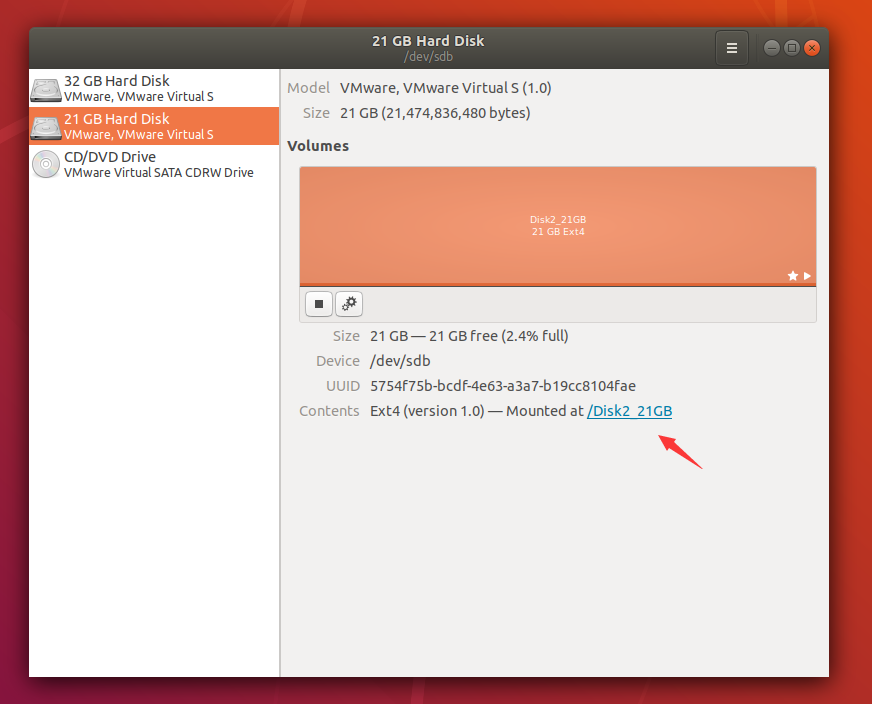 21 GB Hard Disk
/dev/sdb
32 GB Hard Disk
VMware, VMware Virtual S
21 GB Hard Disk
VMware, VMware Virtual S
CD/DVD Drive
VMware Virtual SATA CDRW Drive
Model VMware, VMware Virtual S (1.0)
Size 21 GB (21,474,836,480 bytes)
Volumes
Disk2_21GB
21 GB Ext4
Size 21 GB — 21 GB free (2.4% full)
Device /dev/sdb
UUID 5754f75b-bcdf-4e63-a3a7-b19cc8104fae
Contents Ext4 (version 1.0) — Mounted at /Disk2_21GB